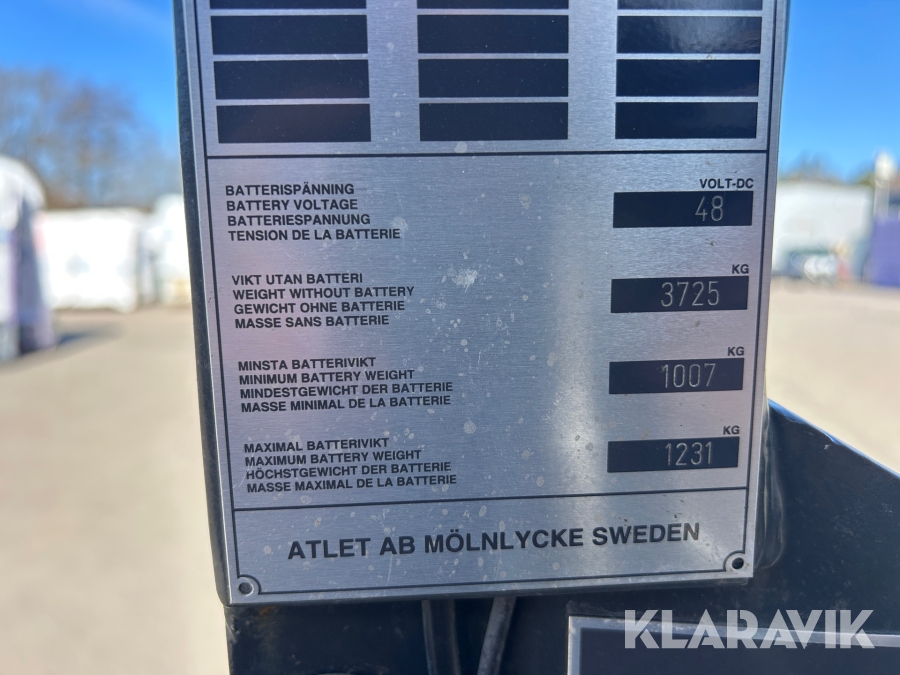 BATTERISPÄNNING
BATTERY VOLTAGE
BATTERIESPANNUNG
TENSION DE LA BATTERIE
VOLT-DC
48
VIKT UTAN BATTERI
WEIGHT WITHOUT BATTERY
GEWICHT OHNE BATTERIE
MASSE SANS BATTERIE
KG
3725
MINSTA BATTERIVIKT
MINIMUM BATTERY WEIGHT
MINDESTGEWICHT DER BATTERIE
MASSE MINIMAL DE LA BATTERIE
KG
1007
MAXIMAL BATTERIVIKT
MAXIMUM BATTERY WEIGHT
HÖCHSTGEWICHT DER BATTERIE
MASSE MAXIMAL DE LA BATTERIE
KG
1231
ATLET AB MÖLNLYCKE SWEDEN
KLARAVIK